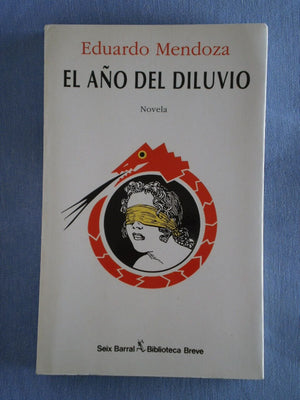 Eduardo Mendoza
EL AÑO DEL DILUVIO
Novela
Seix Barral Biblioteca Breve